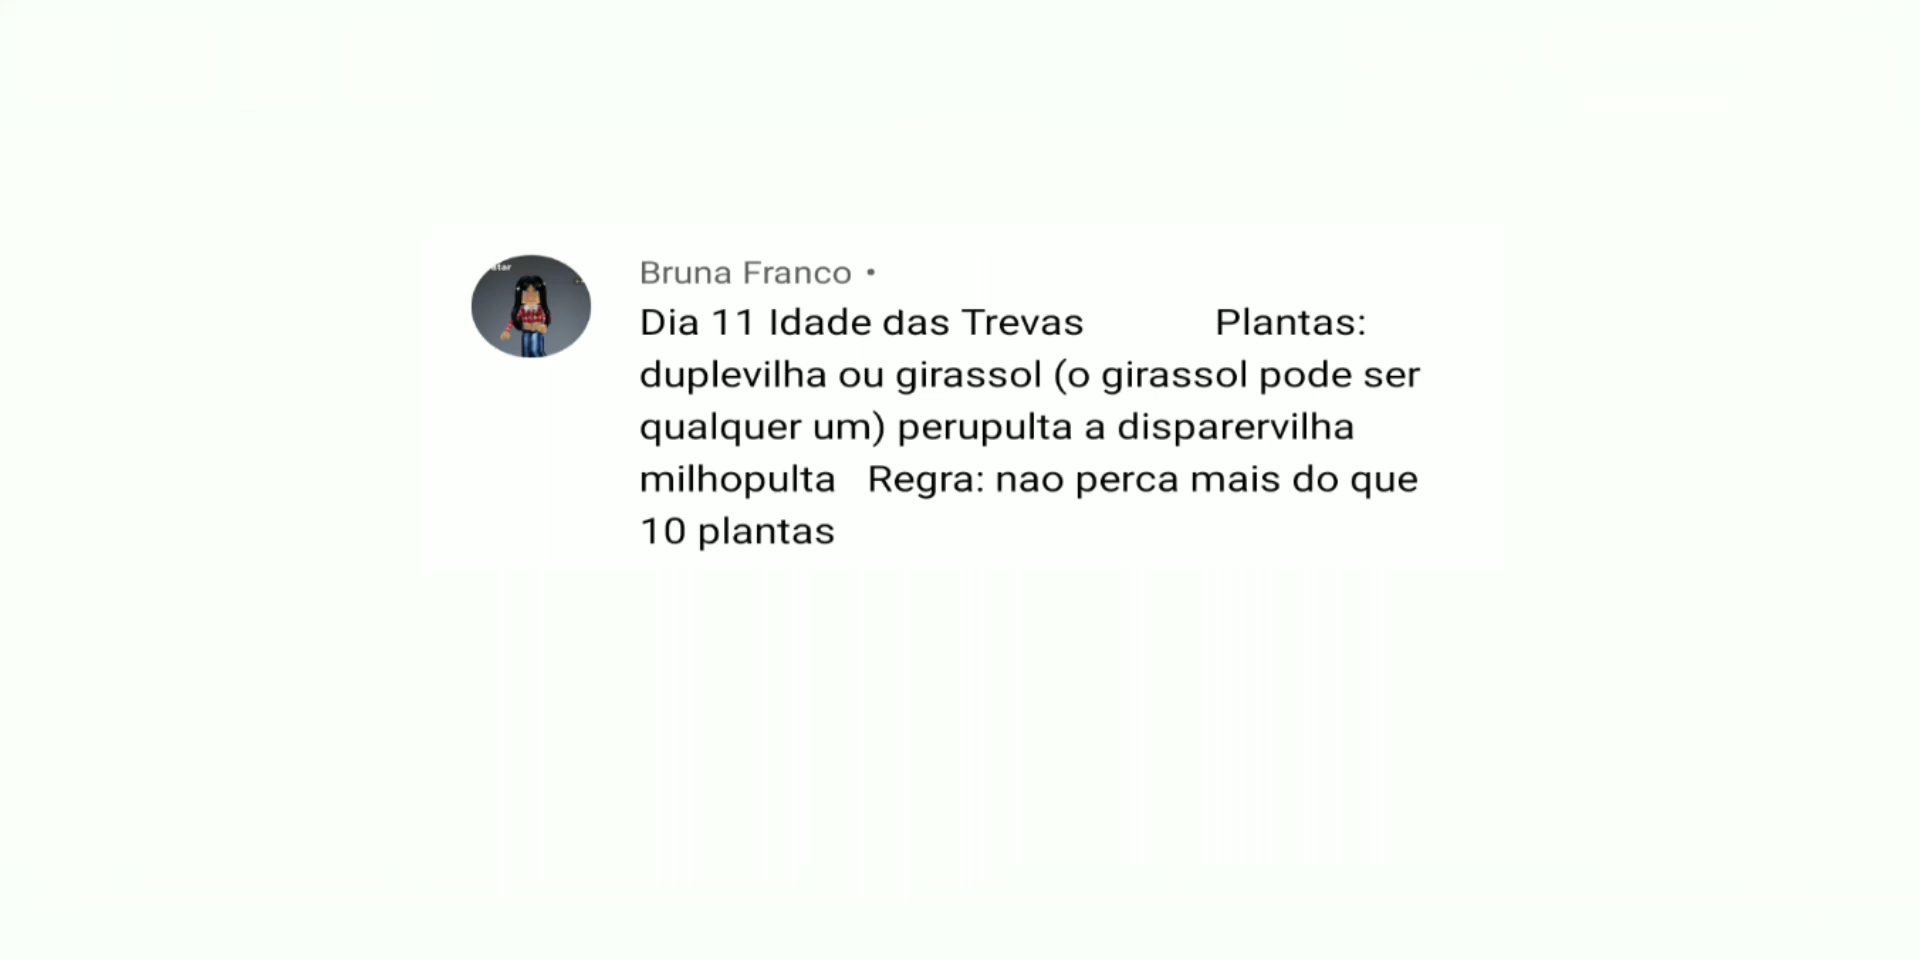 atar
Bruna Franco •
Dia 11 Idade das Trevas Plantas:
duplevilha ou girassol (o girassol pode ser
qualquer um) perupulta a disparervilha
milhopulta Regra: nao perca mais do que
10 plantas